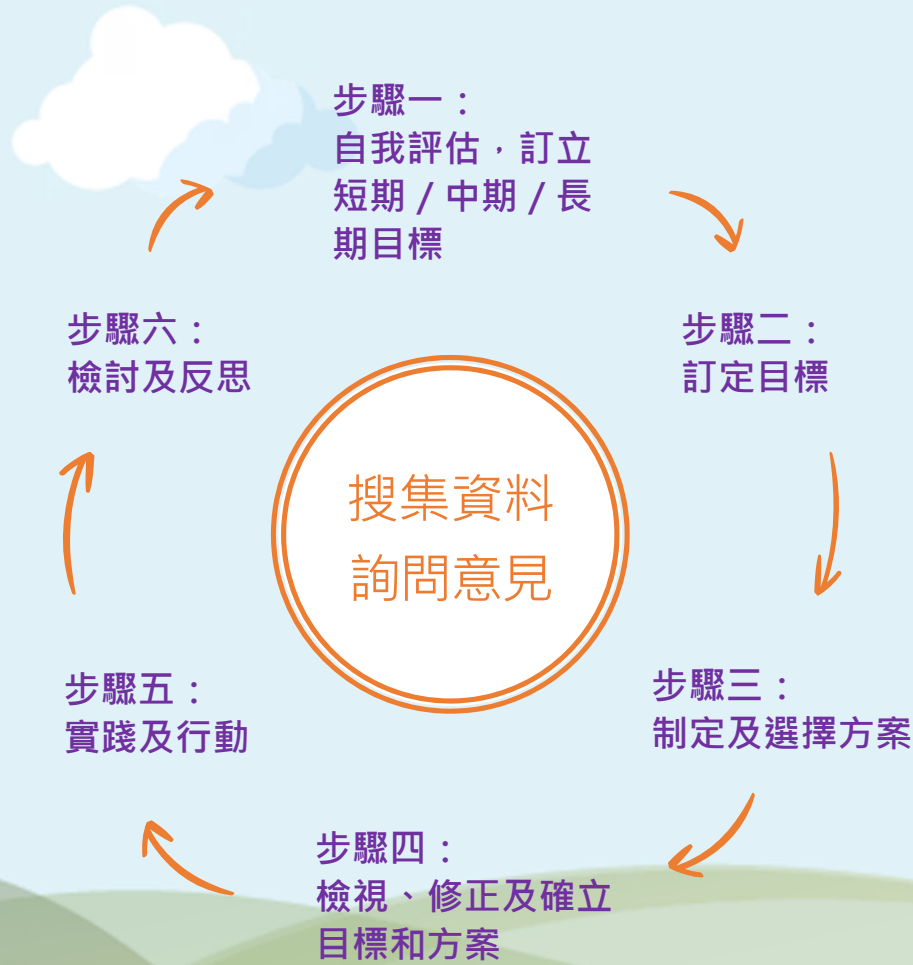 步驟一：
自我評估，訂立
短期 / 中期 / 長
期目標
步驟二：
訂定目標
步驟三：
制定及選擇方案
步驟四：
檢視、修正及確立
目標和方案
步驟五：
實踐及行動
步驟六：
檢討及反思
搜集資料
詢問意見